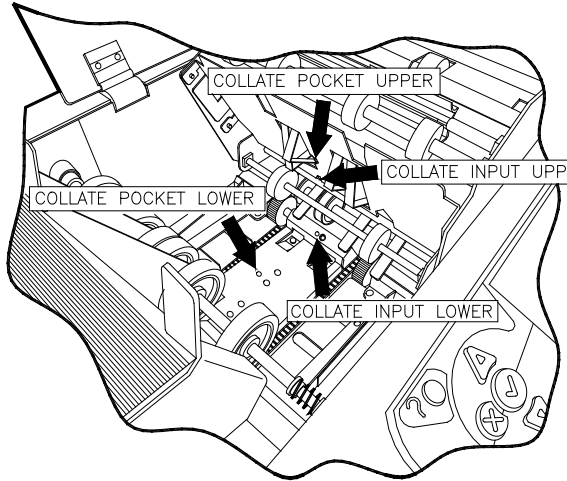 COLLATE POCKET UPPER
COLLATE INPUT UPP
COLLATE POCKET LOWER
COLLATE INPUT LOWER
?